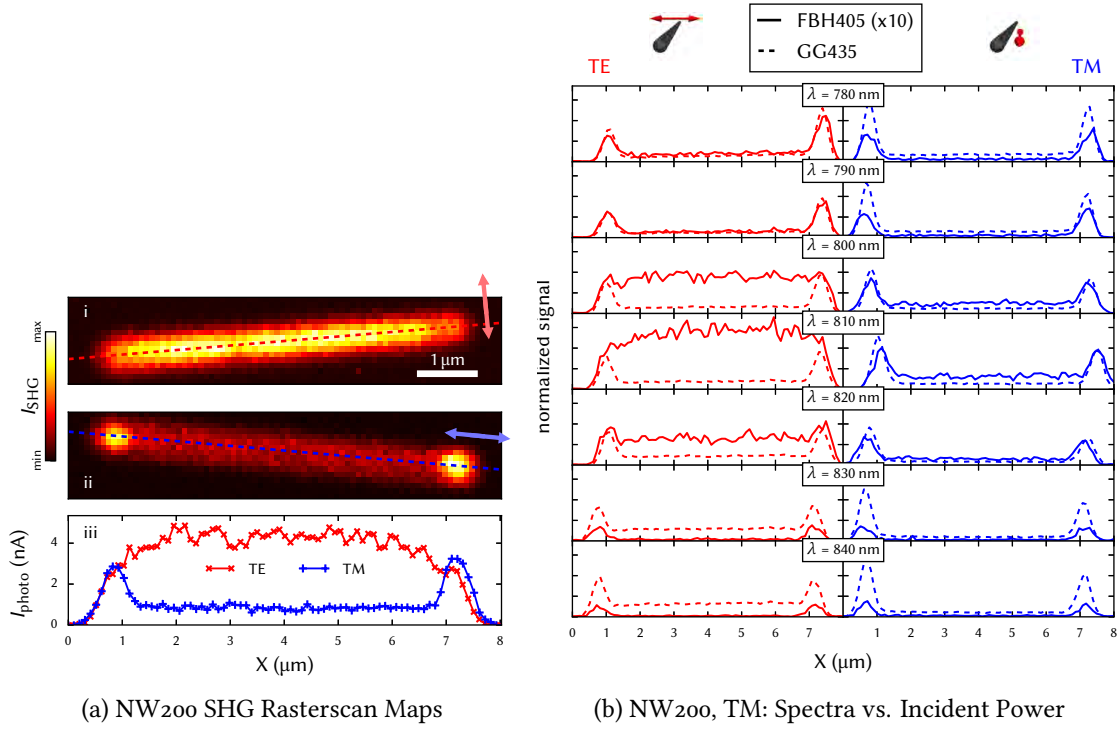 FBH405 (x10)
GG435
TE
TM
λ = 780 nm
λ = 790 nm
λ = 800 nm
λ = 810 nm
λ = 820 nm
λ = 830 nm
λ = 840 nm
normalized signal
0 1 2 3 4 5 6 7 1 2 3 4 5 6 7 8
X (µm)
i
1 µm
max
I_SHG
min
ii
iii
TE TM
I_photo (nA)
4
2
0
0 1 2 3 4 5 6 7 8
X (µm)
(a) NW200 SHG Rasterscan Maps
(b) NW200, TM: Spectra vs. Incident Power